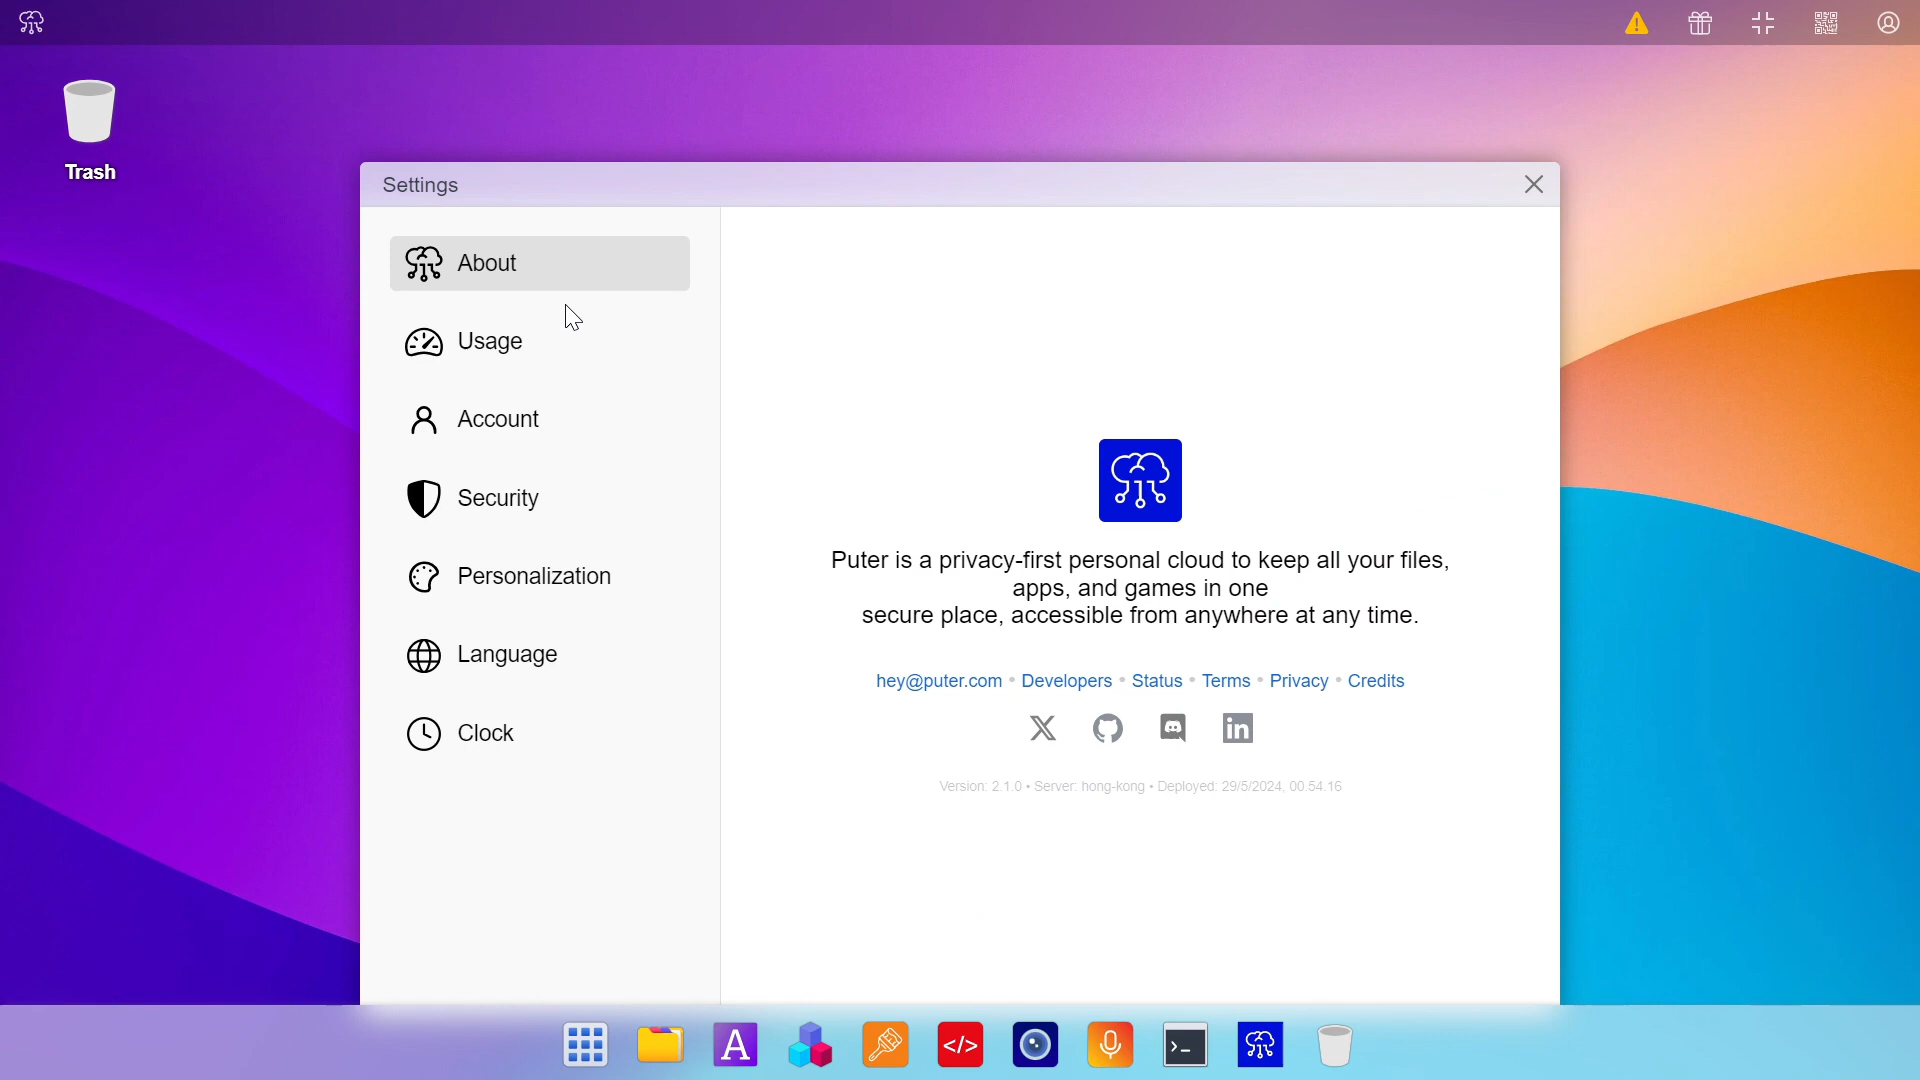 Trash
Settings
About
Usage
Account
Security
Personalization
Language
Clock
Puter is a privacy-first personal cloud to keep all your files,
apps, and games in one
secure place, accessible from anywhere at any time.
hey@puter.com • Developers • Status • Terms • Privacy • Credits
Version: 2.1.0 • Server: hong-kong • Deployed: 29/5/2024, 00.54.16